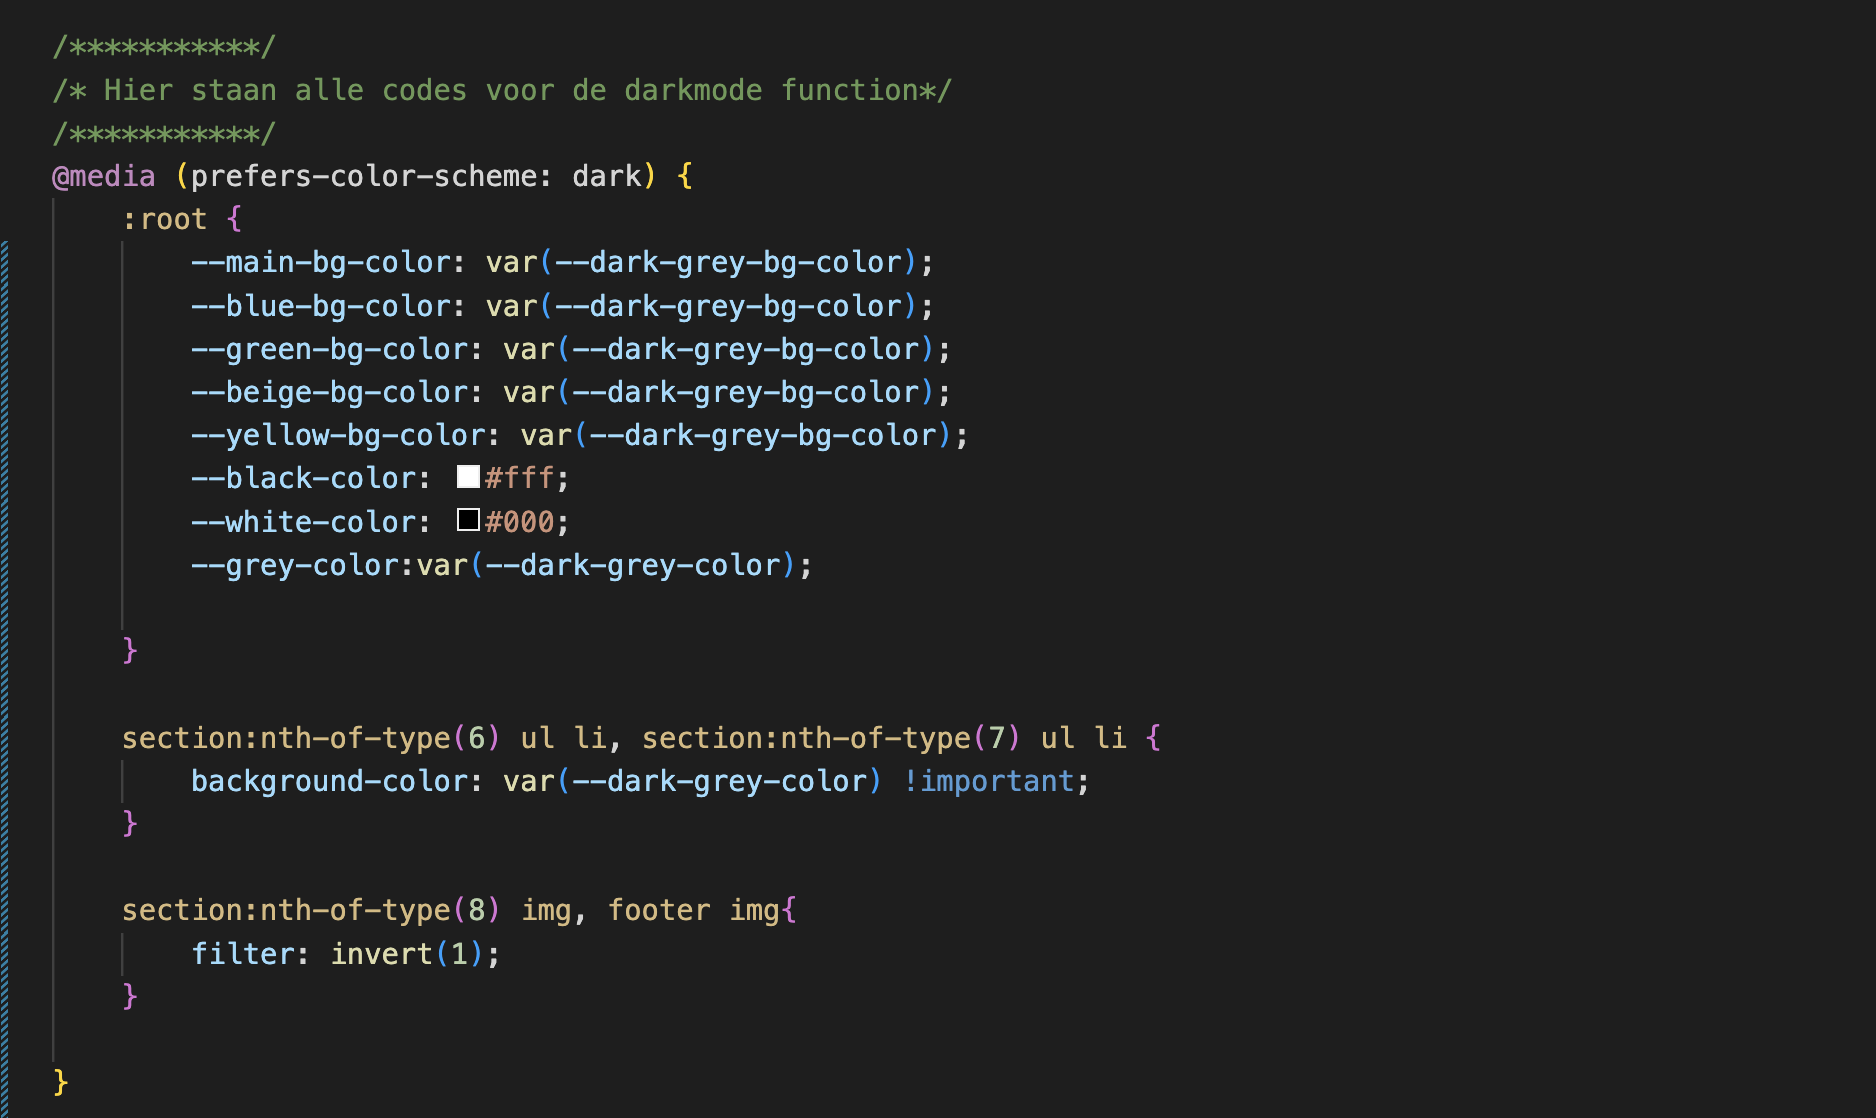 /***********/
/* Hier staan alle codes voor de darkmode function*/
/***********/
@media (prefers-color-scheme: dark) {
    :root {
        --main-bg-color: var(--dark-grey-bg-color);
        --blue-bg-color: var(--dark-grey-bg-color);
        --green-bg-color: var(--dark-grey-bg-color);
        --beige-bg-color: var(--dark-grey-bg-color);
        --yellow-bg-color: var(--dark-grey-bg-color);
        --black-color: #fff;
        --white-color: #000;
        --grey-color:var(--dark-grey-color);
    }
    section:nth-of-type(6) ul li, section:nth-of-type(7) ul li {
        background-color: var(--dark-grey-color) !important;
    }
    section:nth-of-type(8) img, footer img{
        filter: invert(1);
    }
}